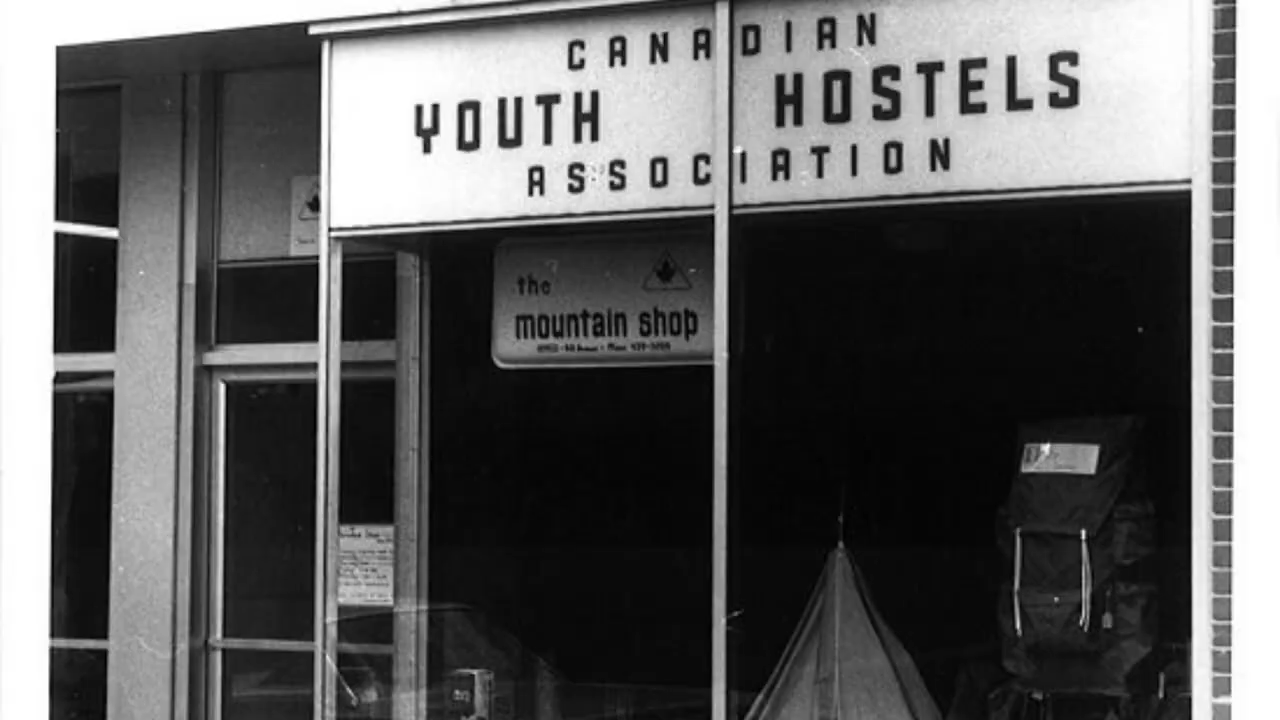 CANADIAN
YOUTH HOSTELS
ASSOCIATION
the
mountain shop